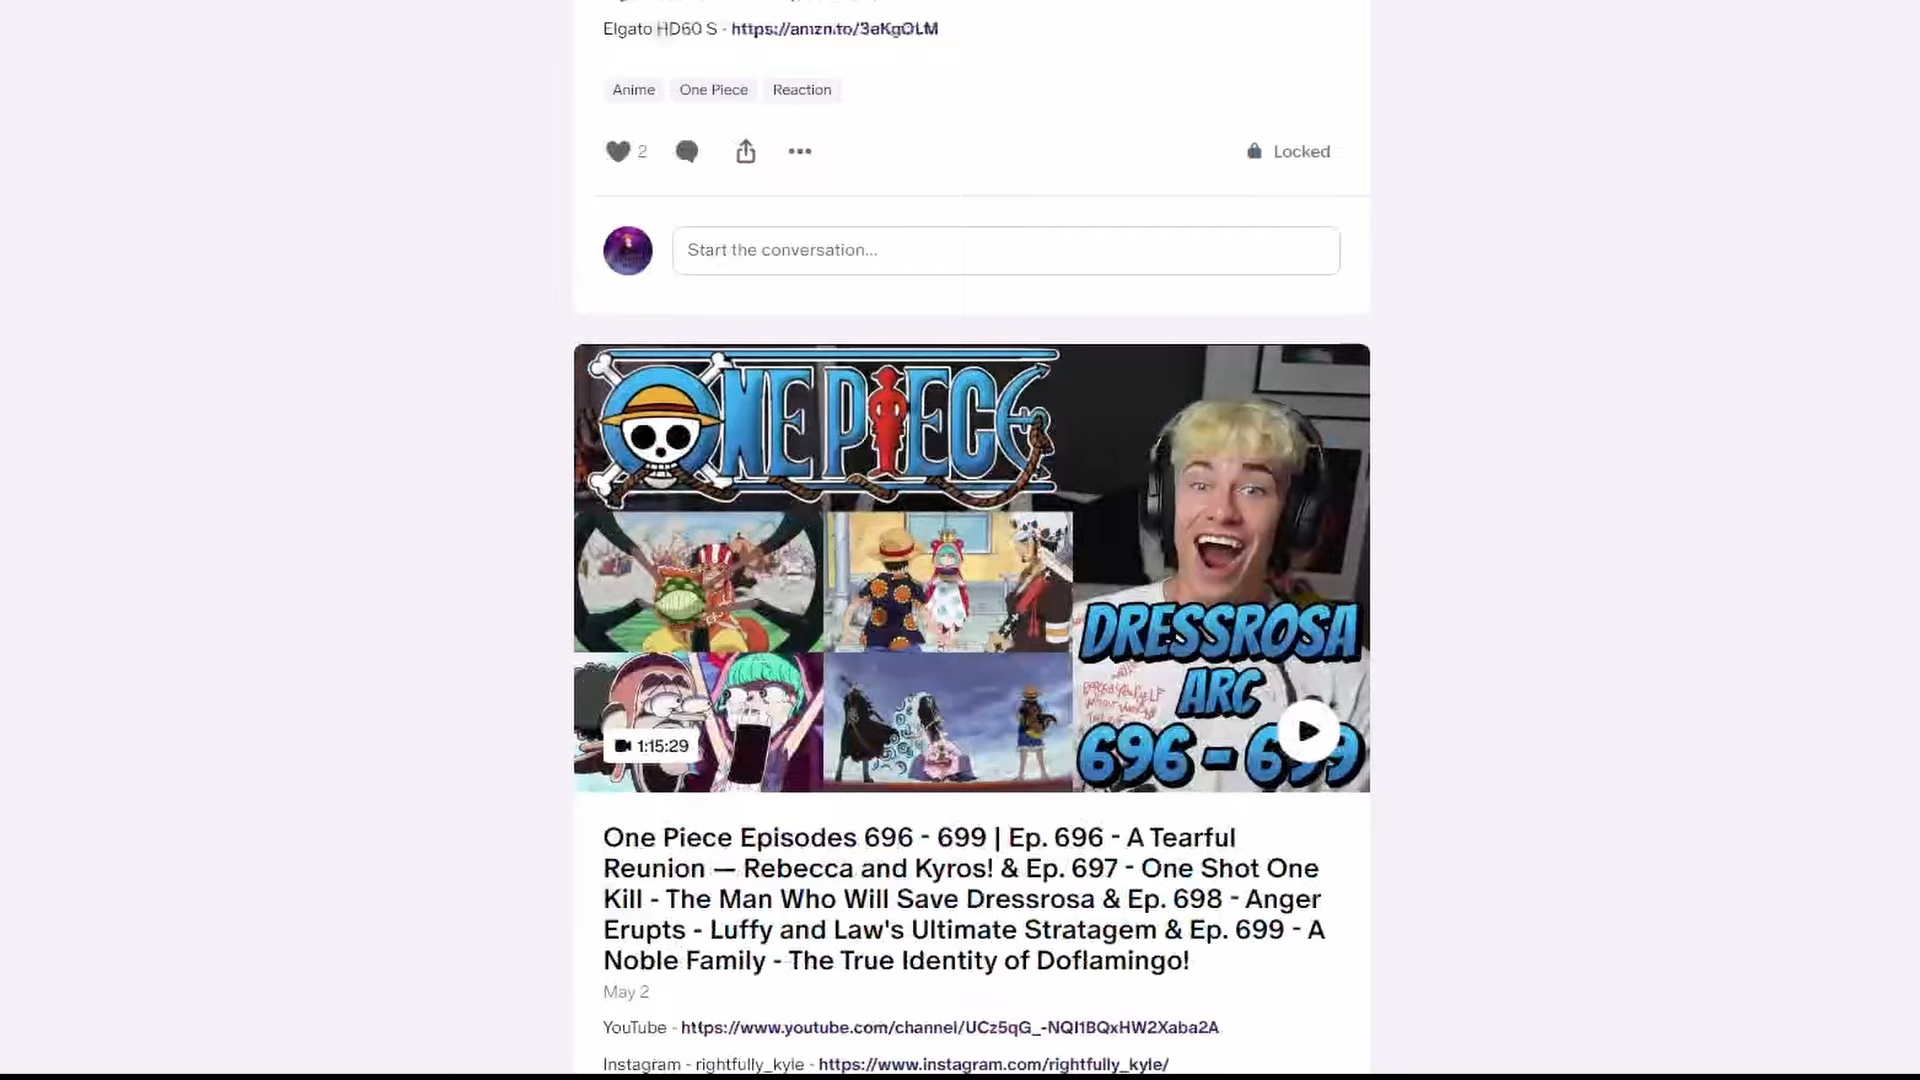 Elgato HD60 S - https://amzn.to/3aKgOLM
Anime One Piece Reaction
2 Locked
Start the conversation...
ONE PIECE
DRESSROSA
ARC
696 - 699
1:15:29
One Piece Episodes 696 - 699 | Ep. 696 - A Tearful
Reunion — Rebecca and Kyros! & Ep. 697 - One Shot One
Kill - The Man Who Will Save Dressrosa & Ep. 698 - Anger
Erupts - Luffy and Law's Ultimate Stratagem & Ep. 699 - A
Noble Family - The True Identity of Doflamingo!
May 2
YouTube - https://www.youtube.com/channel/UCz5qG_-NQI1BQxHW2Xaba2A
Instagram - rightfully_kyle - https://www.instagram.com/rightfully_kyle/